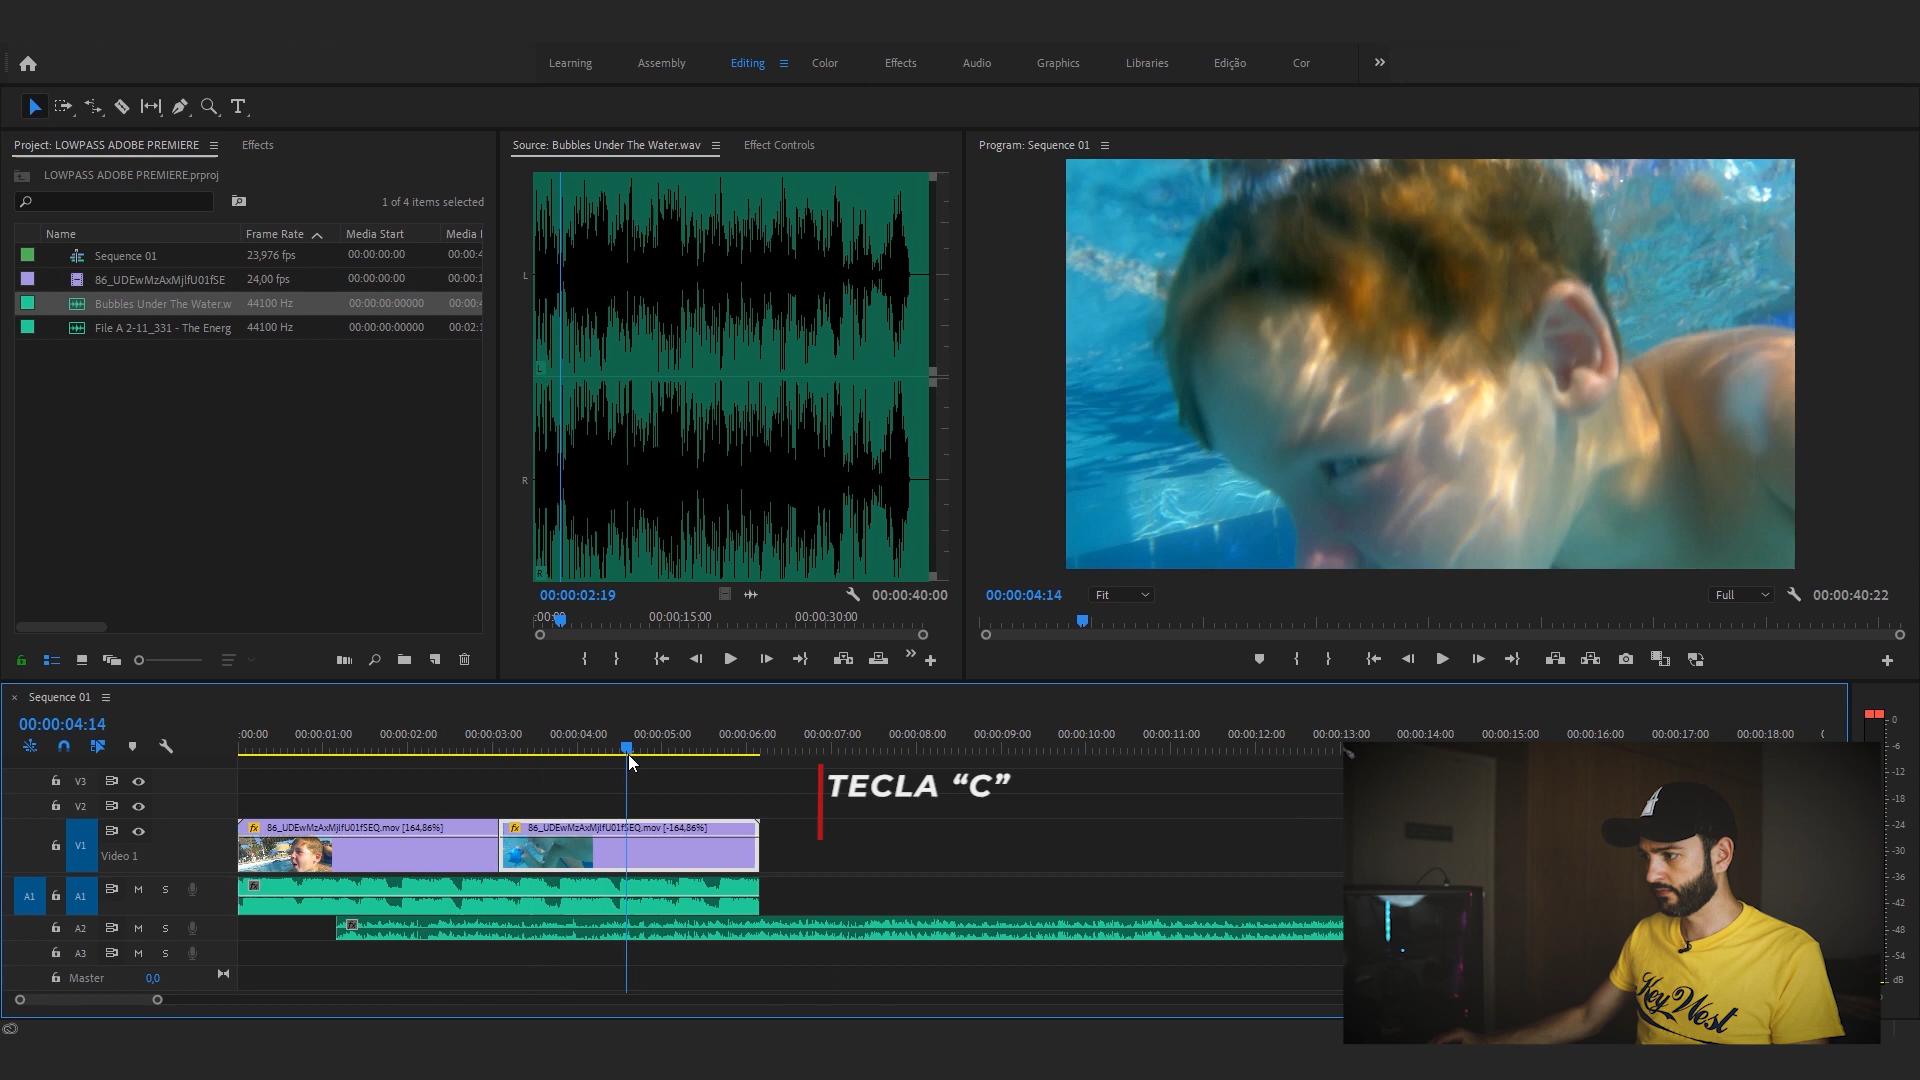 Learning Assembly Editing Color Effects Audio Graphics Libraries Edição Cor
Project: LOWPASS ADOBE PREMIERE Effects
LOWPASS ADOBE PREMIERE.prproj
1 of 4 items selected
Name Frame Rate Media Start Media I
Sequence 01 23,976 fps 00:00:00:00 00:00:4
86_UDEwMzAxMjlfU01fSE 24,00 fps 00:00:00:00 00:00:1
Bubbles Under The Water.w 44100 Hz 00:00:00:00000 00:00:4
File A 2-11_331 - The Energ 44100 Hz 00:00:00:00000 00:02:1
Source: Bubbles Under The Water.wav Effect Controls
L
L
R
R
00:00:02:19 00:00:40:00
:00:00 00:00:15:00 00:00:30:00
Program: Sequence 01
00:00:04:14 Fit Full 00:00:40:22
Sequence 01
00:00:04:14
:00:00 00:00:01:00 00:00:02:00 00:00:03:00 00:00:04:00 00:00:05:00 00:00:06:00 00:00:07:00 00:00:08:00 00:00:09:00 00:00:10:00 00:00:11:00 00:00:12:00 00:00:13:00 00:00:14:00 00:00:15:00 00:00:16:00 00:00:17:00 00:00:18:00
V3
V2
V1 Video 1
fx 86_UDEwMzAxMjlfU01fSEQ.mov [164,86%] fx 86_UDEwMzAxMjlfU01fSEQ.mov [-164,86%]
A1 A1 M S fx
A2 M S fx
A3 M S
Master 0,0
TECLA “C”
0
-6
-12
-18
-24
-30
-36
-42
-48
-54
dB
Key West